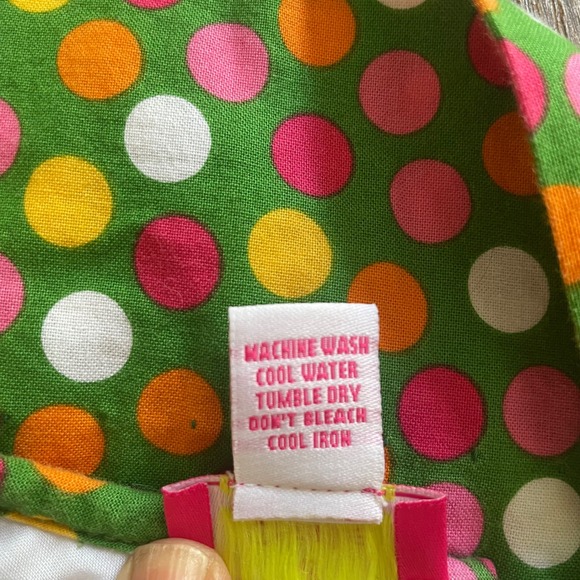 MACHINE WASH
COOL WATER
TUMBLE DRY
DON'T BLEACH
COOL IRON